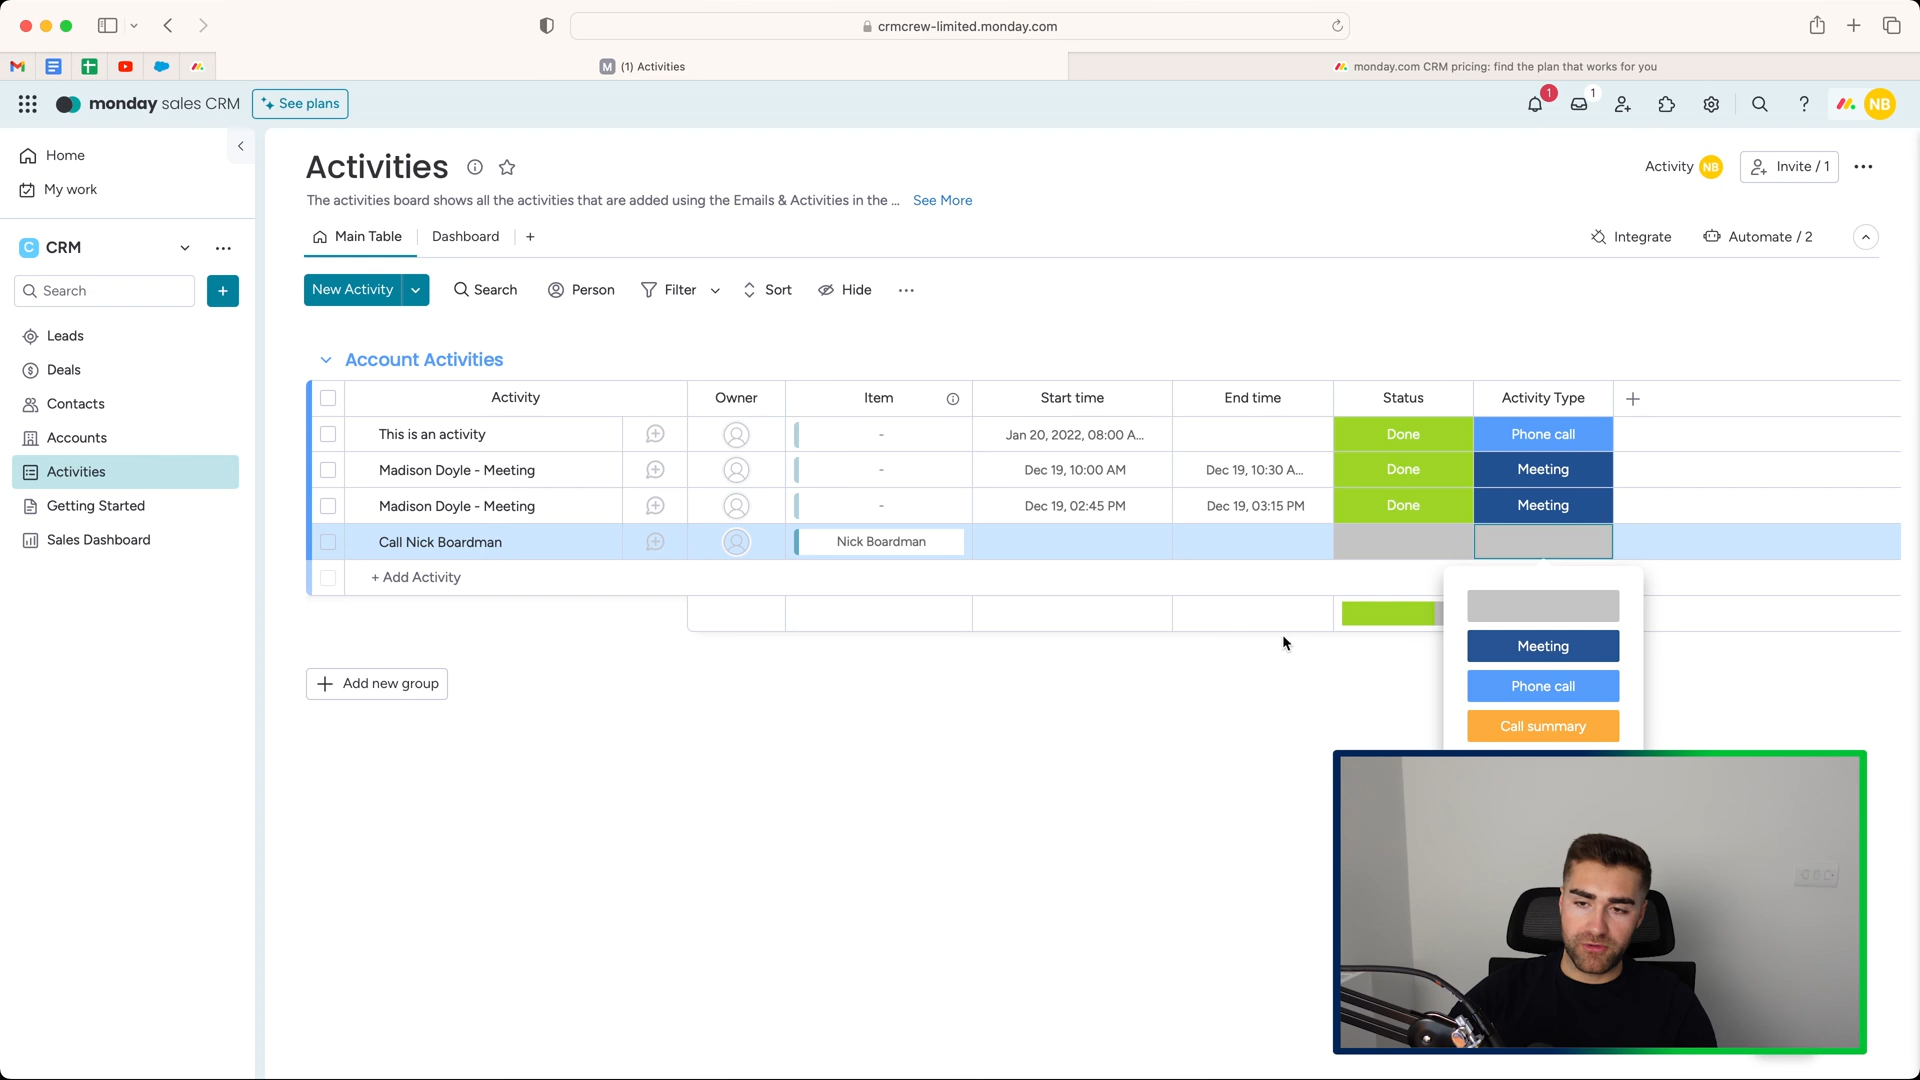 crmcrew-limited.monday.com
M (1) Activities
monday.com CRM pricing: find the plan that works for you
monday sales CRM
See plans
1
1
NB
Home
My work
C CRM
Search
Leads
Deals
Contacts
Accounts
Activities
Getting Started
Sales Dashboard
Activities
Activity NB
Invite / 1
The activities board shows all the activities that are added using the Emails & Activities in the ... See More
Main Table
Dashboard
Integrate
Automate / 2
New Activity
Search
Person
Filter
Sort
Hide
Account Activities
Activity Owner Item Start time End time Status Activity Type
This is an activity - Jan 20, 2022, 08:00 A... Done Phone call
Madison Doyle - Meeting - Dec 19, 10:00 AM Dec 19, 10:30 A... Done Meeting
Madison Doyle - Meeting - Dec 19, 02:45 PM Dec 19, 03:15 PM Done Meeting
Call Nick Boardman Nick Boardman
+ Add Activity
Meeting
Phone call
Call summary
Add new group